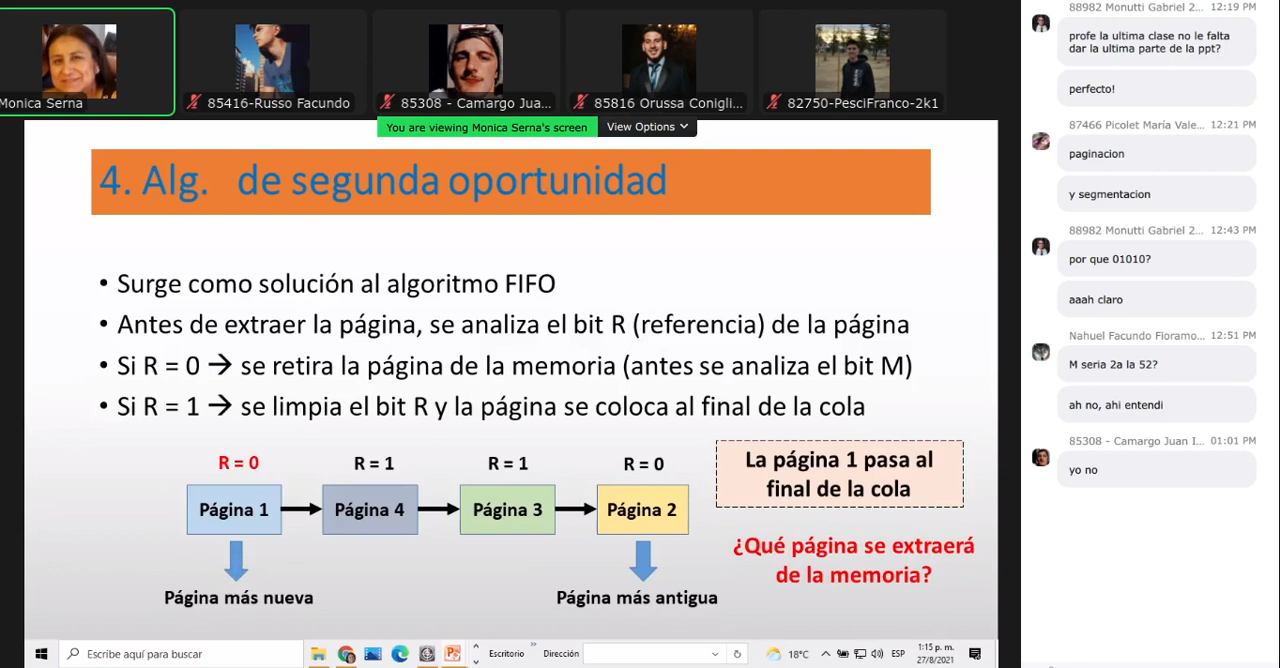 Monica Serna
85416-Russo Facundo
85308 - Camargo Jua...
85816 Orussa Conigli...
82750-PesciFranco-2k1
You are viewing Monica Serna's screen
View Options
4. Alg. de segunda oportunidad
• Surge como solución al algoritmo FIFO
• Antes de extraer la página, se analiza el bit R (referencia) de la página
• Si R = 0 → se retira la página de la memoria (antes se analiza el bit M)
• Si R = 1 → se limpia el bit R y la página se coloca al final de la cola
R = 0
R = 1
R = 1
R = 0
Página 1
Página 4
Página 3
Página 2
Página más nueva
Página más antigua
La página 1 pasa al
final de la cola
¿Qué página se extraerá
de la memoria?
Escribe aquí para buscar
Escritorio
»
Dirección
18°C
ESP
1:15 p. m.
27/8/2021
88982 Monutti Gabriel 2... 12:19 PM
profe la ultima clase no le falta
dar la ultima parte de la ppt?
perfecto!
87466 Picolet María Vale... 12:21 PM
paginacion
y segmentacion
88982 Monutti Gabriel 2... 12:43 PM
por que 01010?
aaah claro
Nahuel Facundo Fioramo... 12:51 PM
M seria 2a la 52?
ah no, ahi entendi
85308 - Camargo Juan I... 01:01 PM
yo no